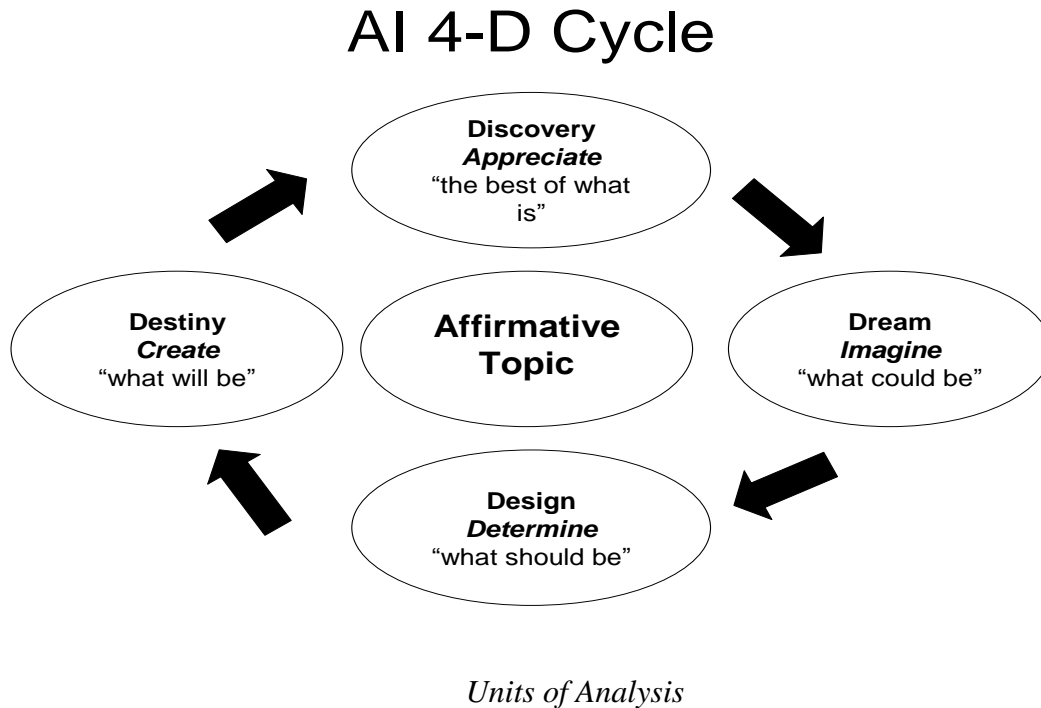 AI 4-D Cycle
Discovery
Appreciate
“the best of what
is”
Destiny
Create
“what will be”
Affirmative
Topic
Dream
Imagine
“what could be”
Design
Determine
“what should be”
Units of Analysis